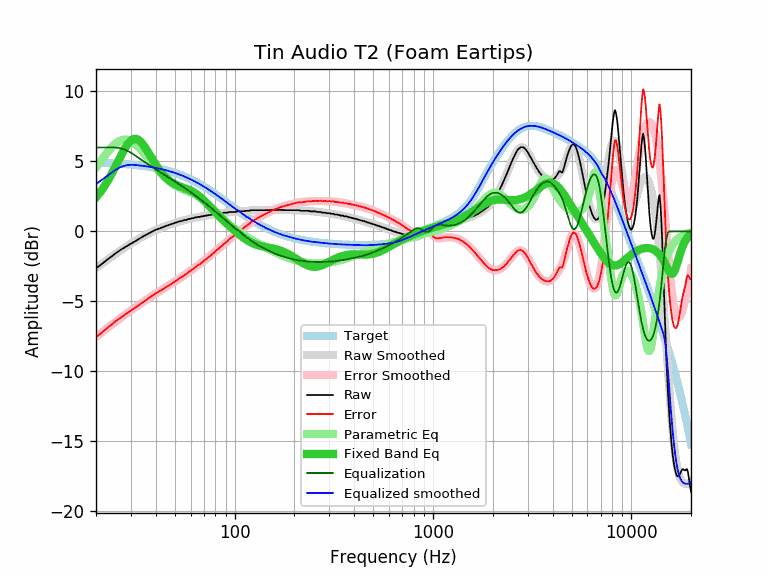 Tin Audio T2 (Foam Eartips)
10
5
0
−5
−10
−15
−20
Amplitude (dBr)
Target
Raw Smoothed
Error Smoothed
Raw
Error
Parametric Eq
Fixed Band Eq
Equalization
Equalized smoothed
100 1000 10000
Frequency (Hz)